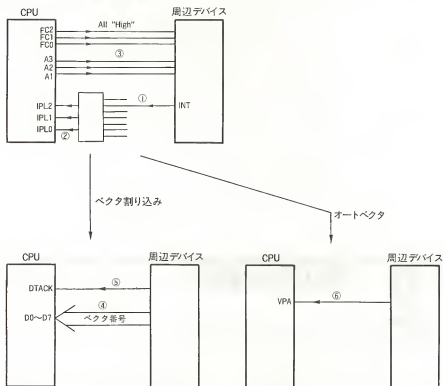 CPU
周辺デバイス
FC2
FC1
FC0
All "High"
③
A3
A2
A1
IPL2
IPL1
IPL0
①
②
INT
ベクタ割り込み
オートベクタ
CPU
周辺デバイス
DTACK
⑤
D0〜D7
④
ベクタ番号
CPU
周辺デバイス
VPA
⑥